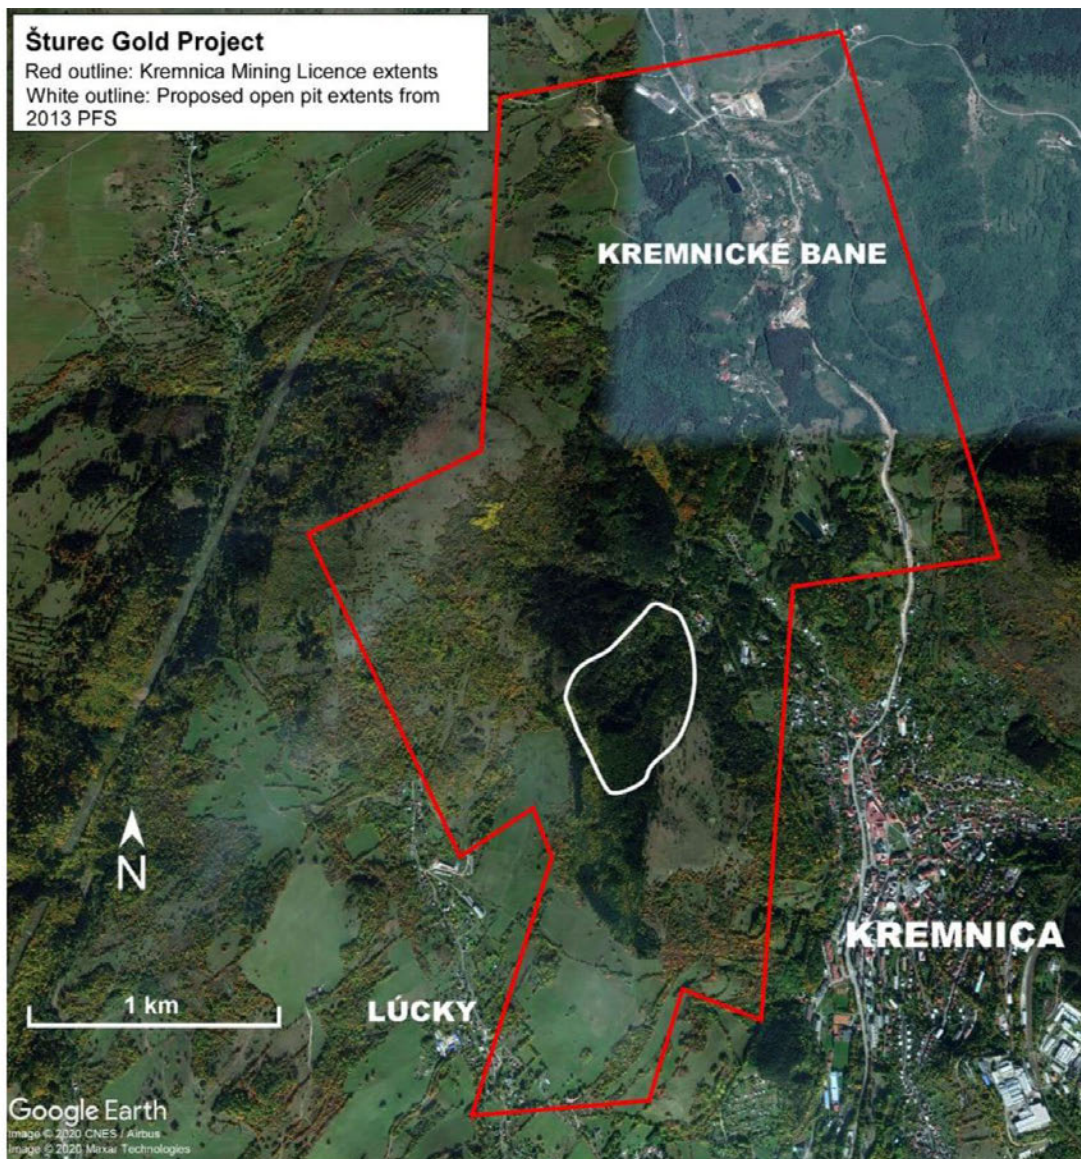 Šturec Gold Project
Red outline: Kremnica Mining Licence extents
White outline: Proposed open pit extents from
2013 PFS
KREMNICKÉ BANE
N
KREMNICA
1 km
LÚCKY
Google Earth
Image © 2020 CNES / Airbus
Image © 2020 Maxar Technologies